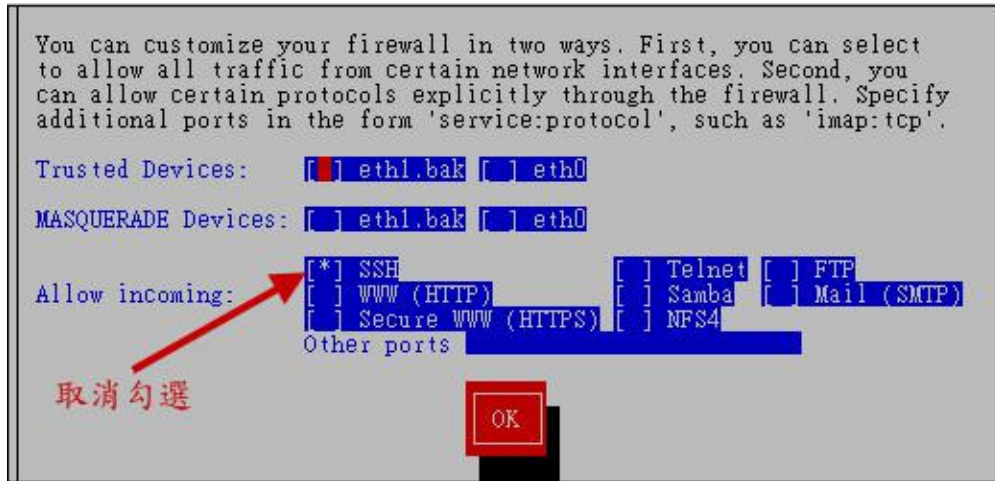 You can customize your firewall in two ways. First, you can select
to allow all traffic from certain network interfaces. Second, you
can allow certain protocols explicitly through the firewall. Specify
additional ports in the form 'service:protocol', such as 'imap:tcp'.
Trusted Devices: [ ] eth1.bak [ ] eth0
MASQUERADE Devices: [ ] eth1.bak [ ] eth0
[*] SSH [ ] Telnet [ ] FTP
Allow incoming: [ ] WWW (HTTP) [ ] Samba [ ] Mail (SMTP)
[ ] Secure WWW (HTTPS) [ ] NFS4
Other ports
取消勾選
OK